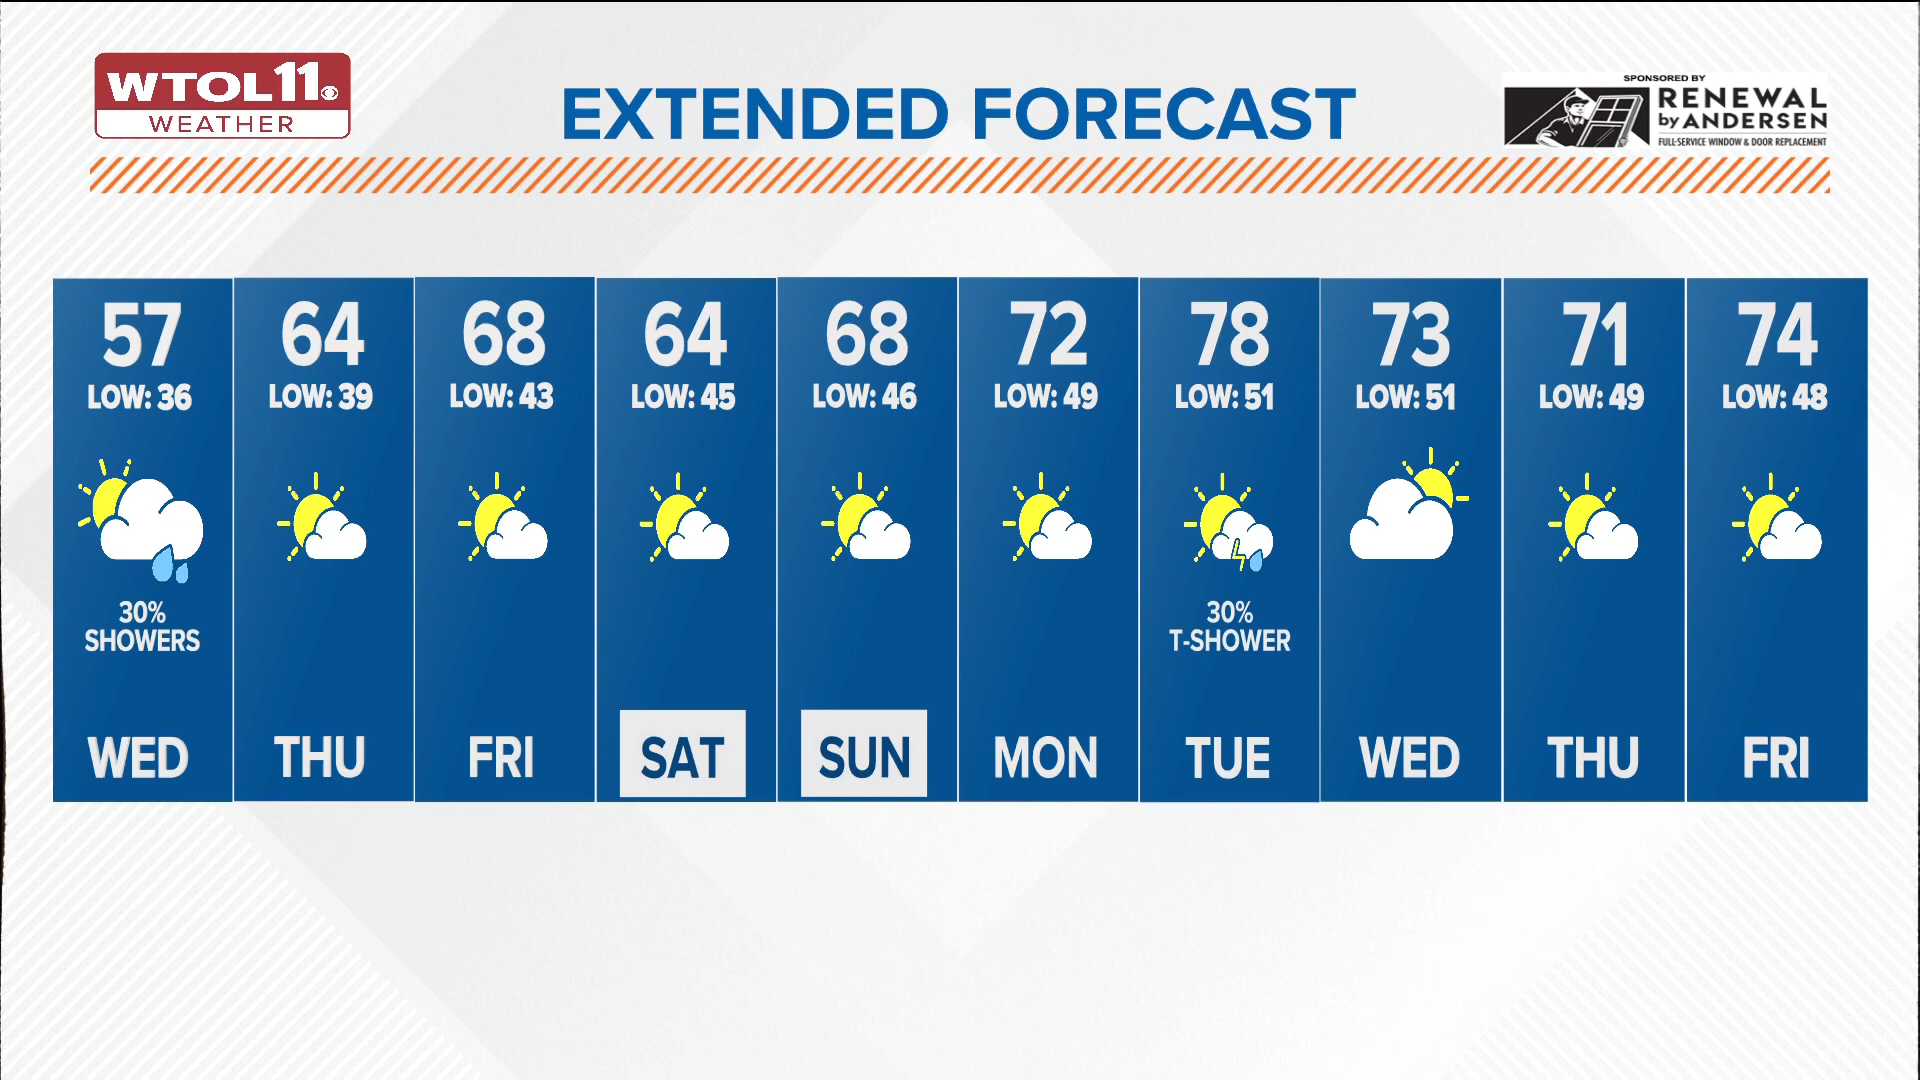 WTOL11
WEATHER
EXTENDED FORECAST
SPONSORED BY
RENEWAL
by ANDERSEN
FULL-SERVICE WINDOW & DOOR REPLACEMENT
57
LOW: 36
30%
SHOWERS
WED
64
LOW: 39
THU
68
LOW: 43
FRI
64
LOW: 45
SAT
68
LOW: 46
SUN
72
LOW: 49
MON
78
LOW: 51
30%
T-SHOWER
TUE
73
LOW: 51
WED
71
LOW: 49
THU
74
LOW: 48
FRI